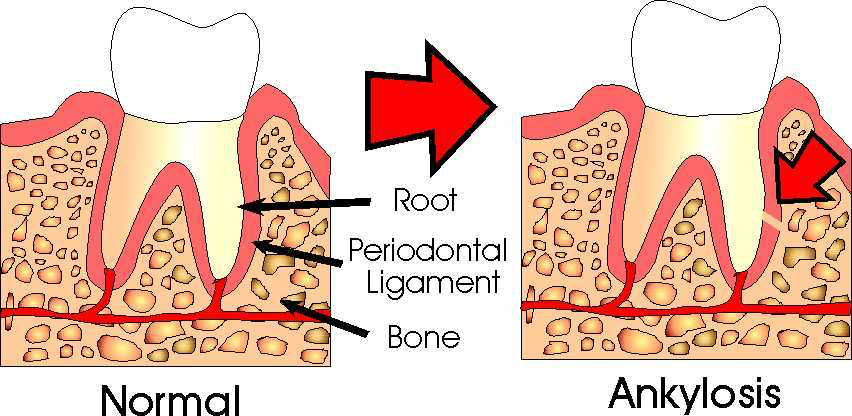 Root
Periodontal
Ligament
Bone
Normal
Ankylosis